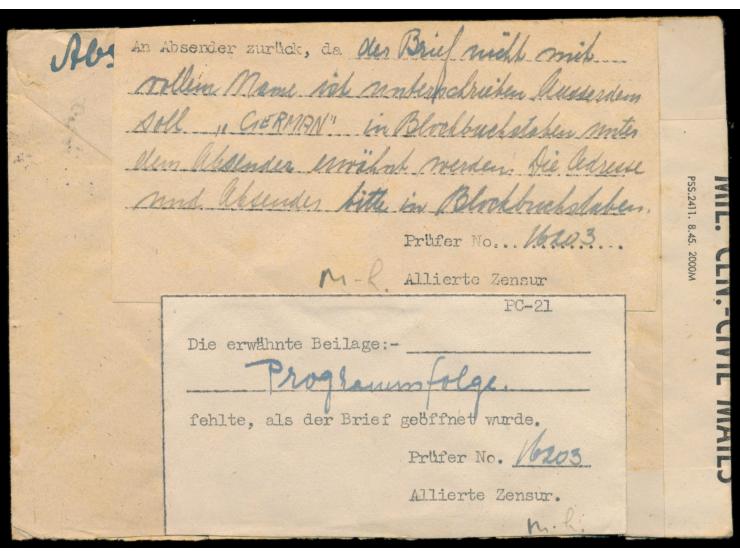 Abs
An Absender zurück, da der Brief nicht mit
vollem Name ist unterschrieben Ausserdem
soll „GERMAN" in Blockbuchstaben unter
dem Absender erwähnt werden. Die Adresse
und Absender bitte in Blockbuchstaben.
Prüfer No... 16203...
M-R. Allierte Zensur
PC-21
Die erwähnte Beilage:-
Programmfolge.
fehlte, als der Brief geöffnet wurde.
Prüfer No. 16203
Allierte Zensur.
MIL. CEN.-CIVIL MAILS
PSS.2411. 8.45. 2000M